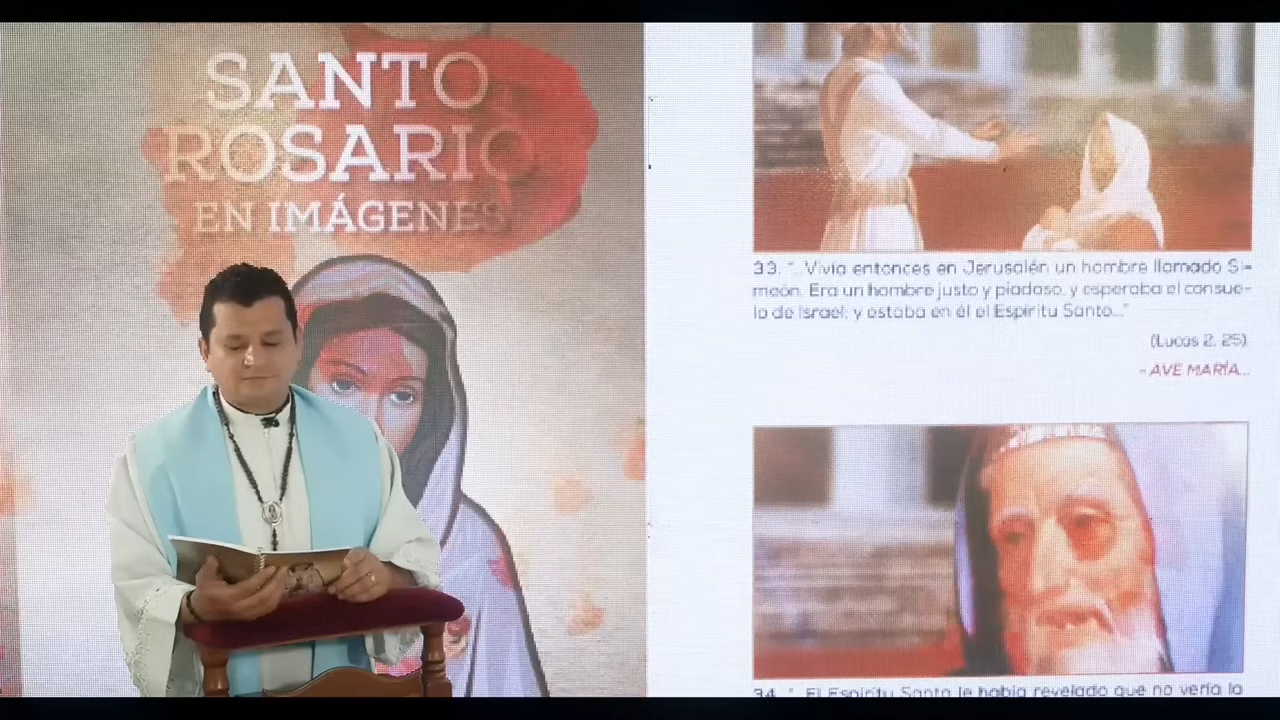 SANTO
ROSARIO
EN IMÁGENES
33. " Vivía entonces en Jerusalén un hombre llamado Si-
meón. Era un hombre justo y piadoso, y esperaba el consue-
lo de Israel; y estaba en él el Espíritu Santo..."
(Lucas 2, 25)
- AVE MARÍA...
34. " El Espíritu Santo le había revelado que no vería la